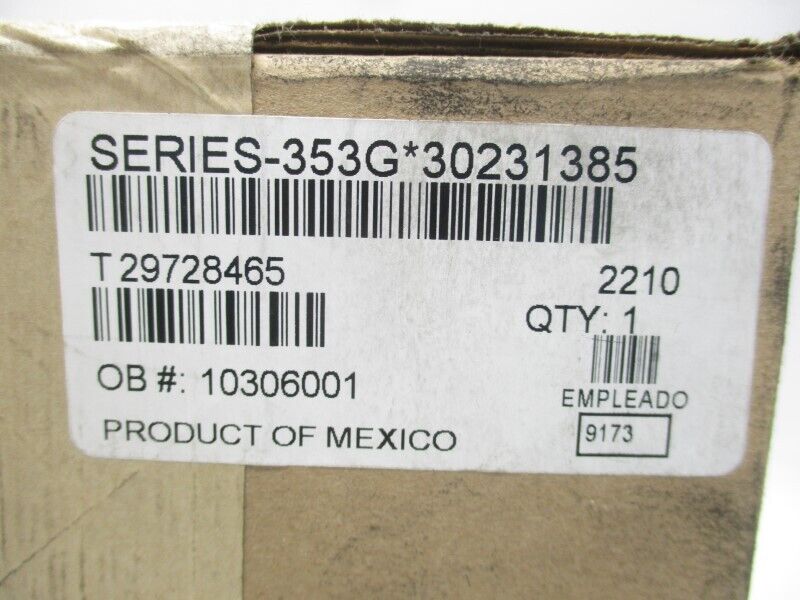 SERIES-353G*30231385
T 29728465
2210
QTY: 1
OB #: 10306001
EMPLEADO
PRODUCT OF MEXICO
9173